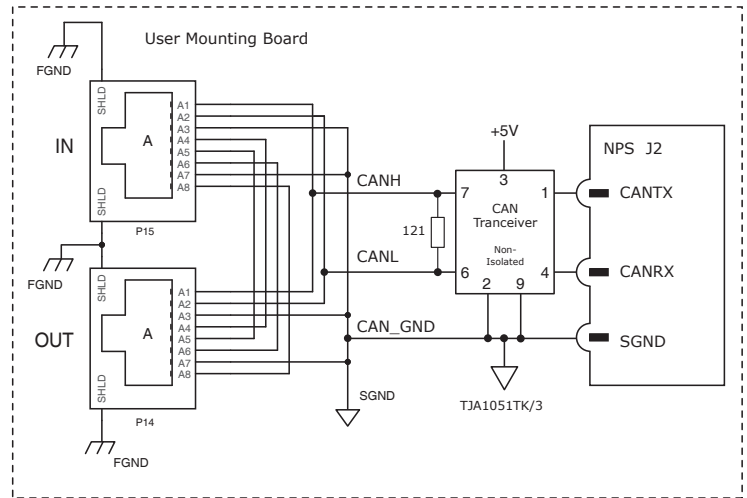 User Mounting Board
FGND
SHLD
A1
A2
A3
A4
A5
A6
A7
A8
A
IN
SHLD
P15
FGND
SHLD
A1
A2
A3
A4
A5
A6
A7
A8
A
OUT
SHLD
P14
FGND
CANH
121
CANL
CAN_GND
SGND
+5V
3
7
1
CAN
Tranceiver
Non-
Isolated
6
4
2
9
TJA1051TK/3
NPS J2
CANTX
CANRX
SGND